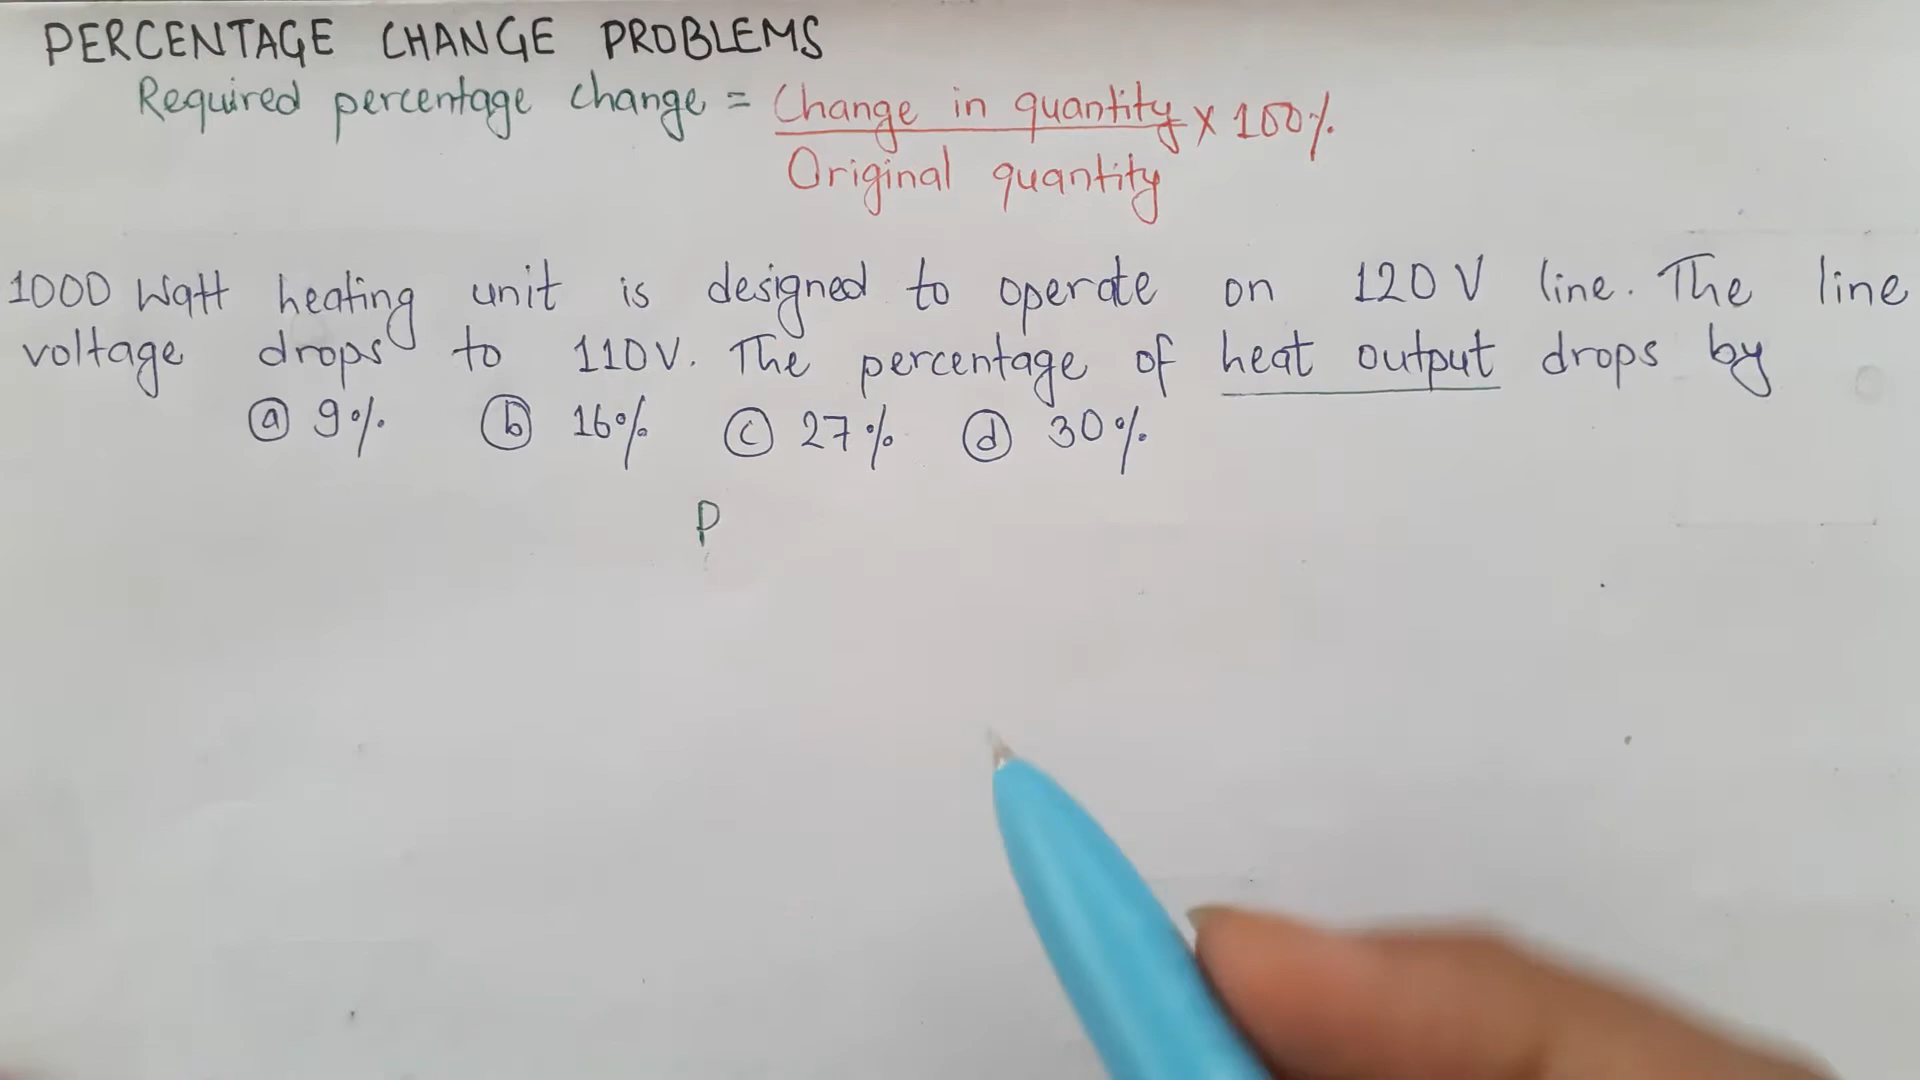 PERCENTAGE CHANGE PROBLEMS
Required percentage change = Change in quantity × 100%
Original quantity
1000 Watt heating unit is designed to operate on 120 V line. The line
voltage drops to 110V. The percentage of heat output drops by
ⓐ 9% ⓑ 16% ⓒ 27% ⓓ 30%
P